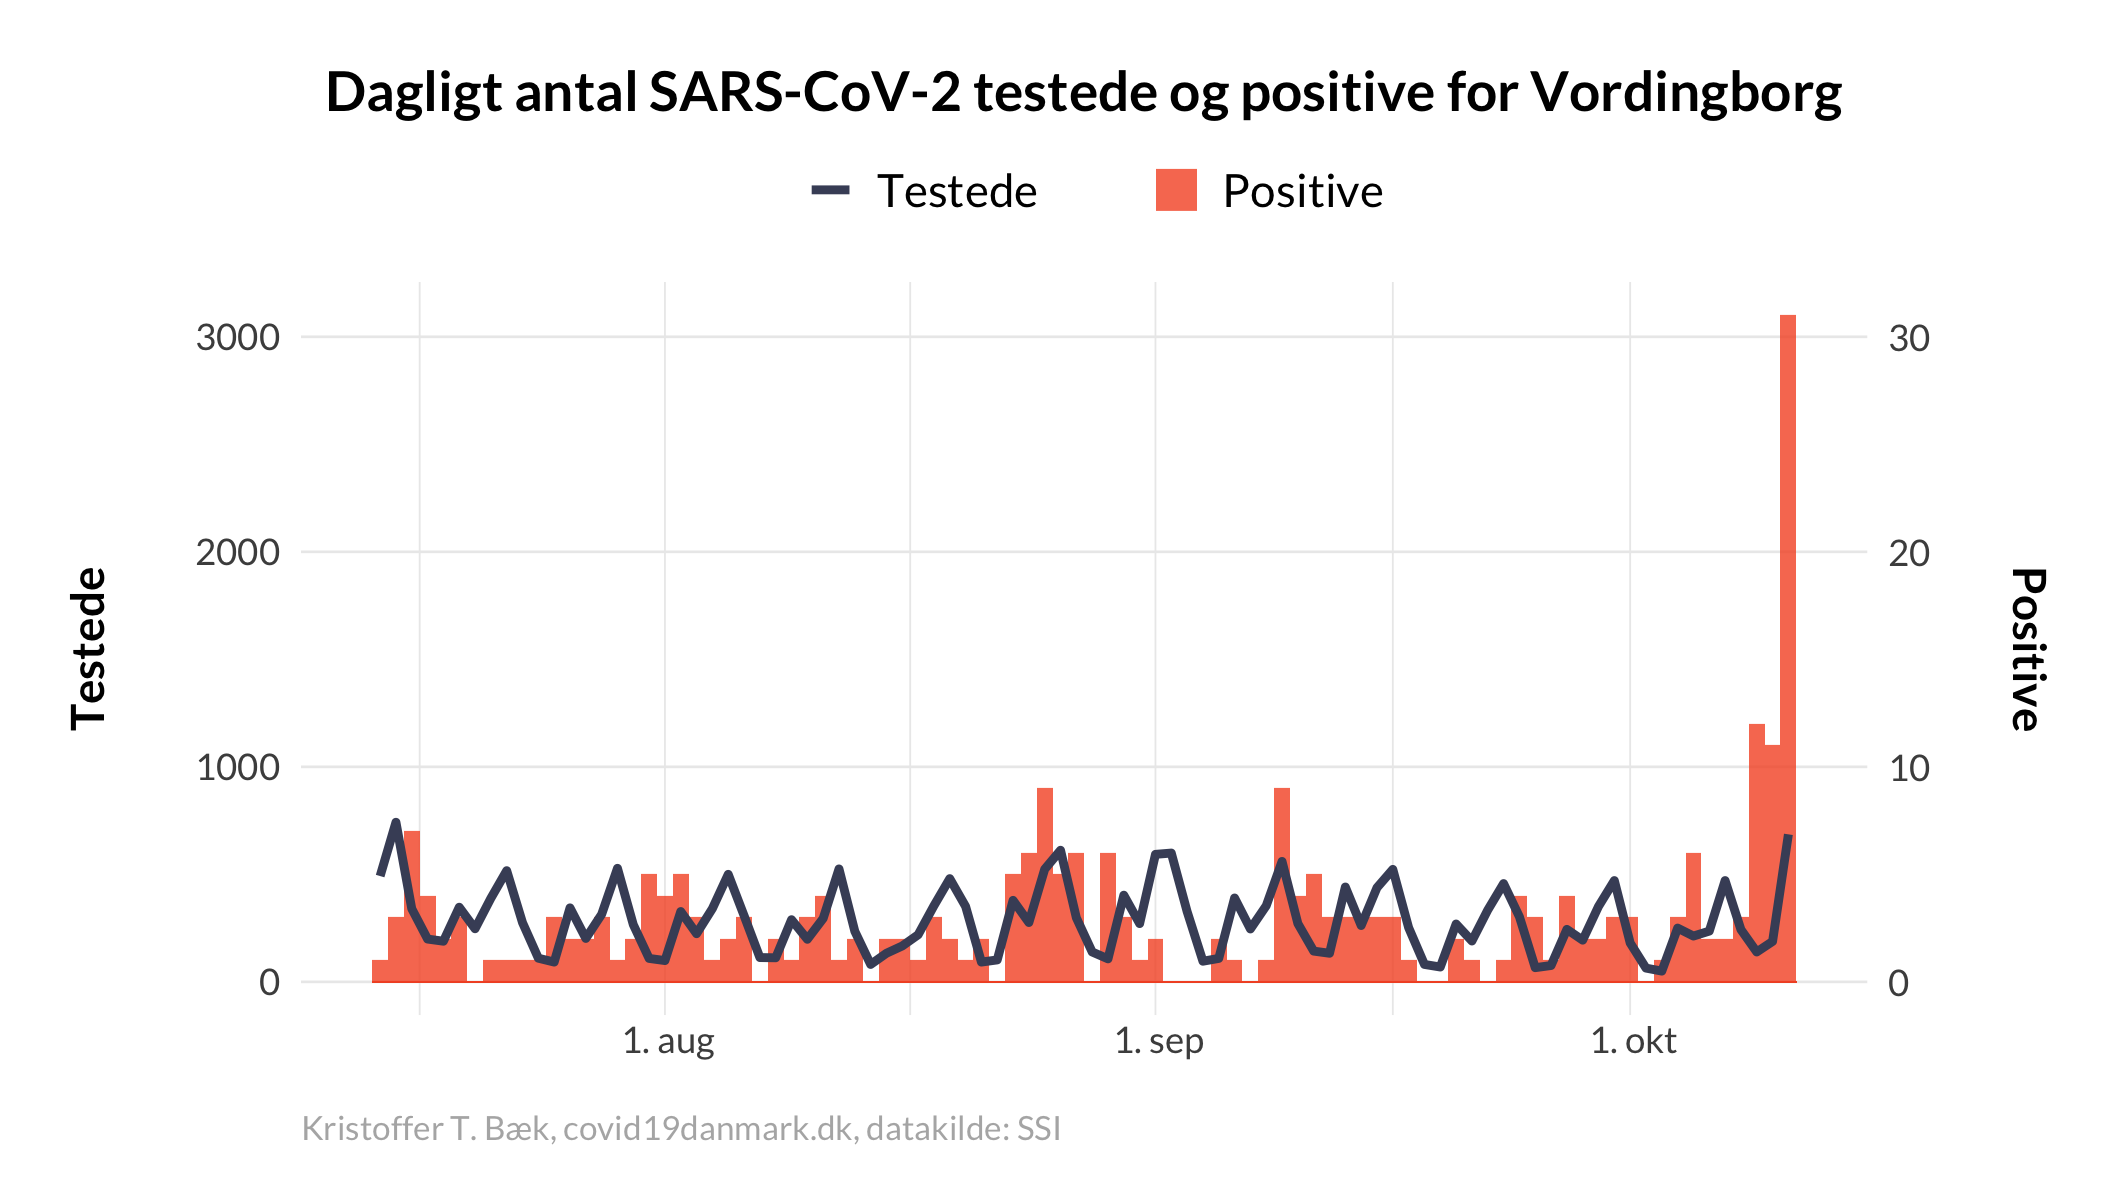 Dagligt antal SARS-CoV-2 testede og positive for Vordingborg
Testede
Positive
3000
2000
1000
0
30
20
10
0
Testede
Positive
1. aug
1. sep
1. okt
Kristoffer T. Bæk, covid19danmark.dk, datakilde: SSI